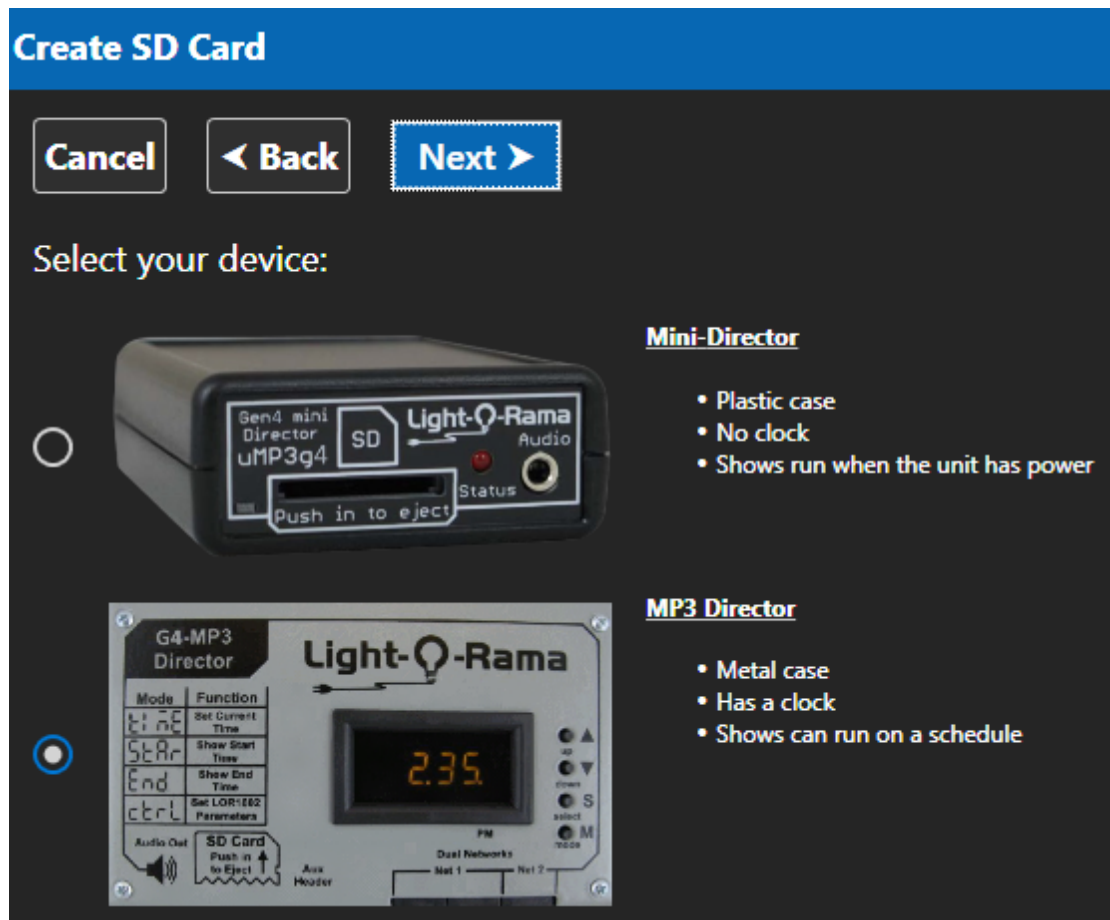 Create SD Card
Cancel
⮜ Back
Next ⮞
Select your device:
Gen4 mini
Director
uMP3g4
SD
Light-O-Rama
Audio
Status
Push in to eject
Mini-Director
• Plastic case
• No clock
• Shows run when the unit has power
G4-MP3
Director
Light-O-Rama
Mode Function
time Set Current
Time
StAr Show Start
Time
End Show End
Time
ctrl Set LOR1602
Parameters
2.35.
PM
up
down
S
select
M
mode
Audio Out
SD Card
Push in
to Eject
Aux
Header
Dual Networks
Net 1
Net 2
MP3 Director
• Metal case
• Has a clock
• Shows can run on a schedule